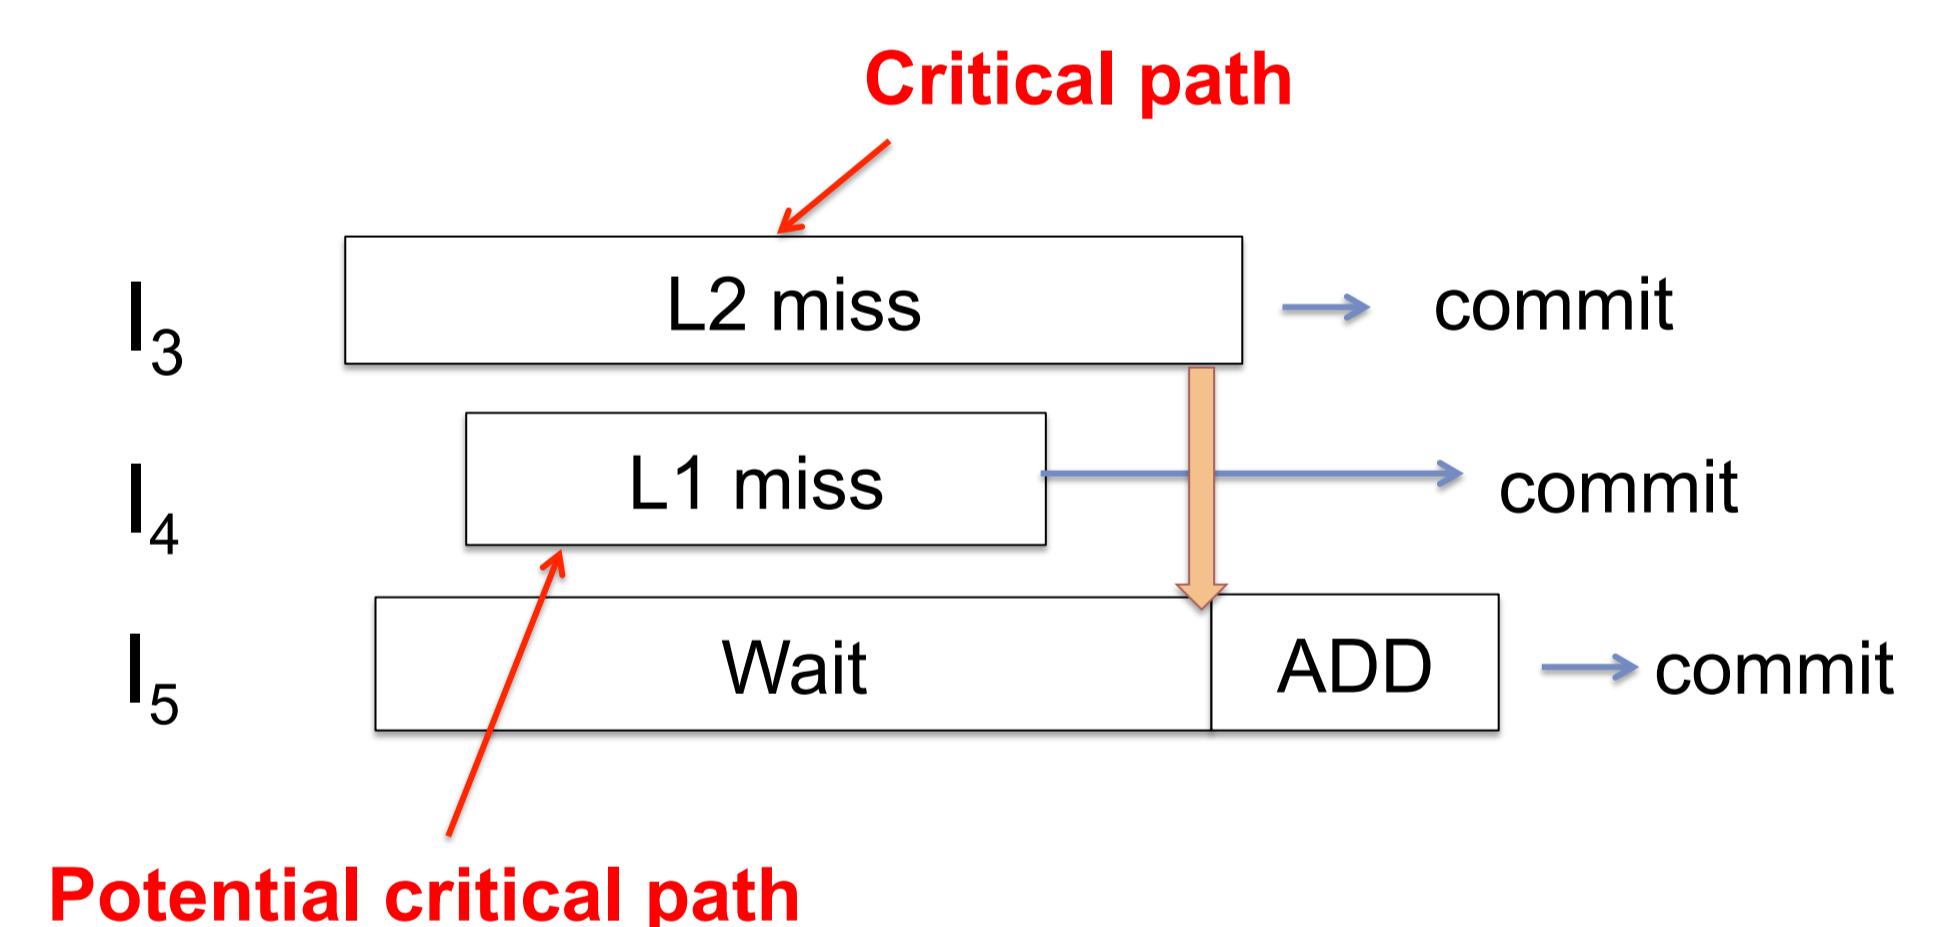 Critical path
I3 L2 miss commit
I4 L1 miss commit
I5 Wait ADD commit
Potential critical path